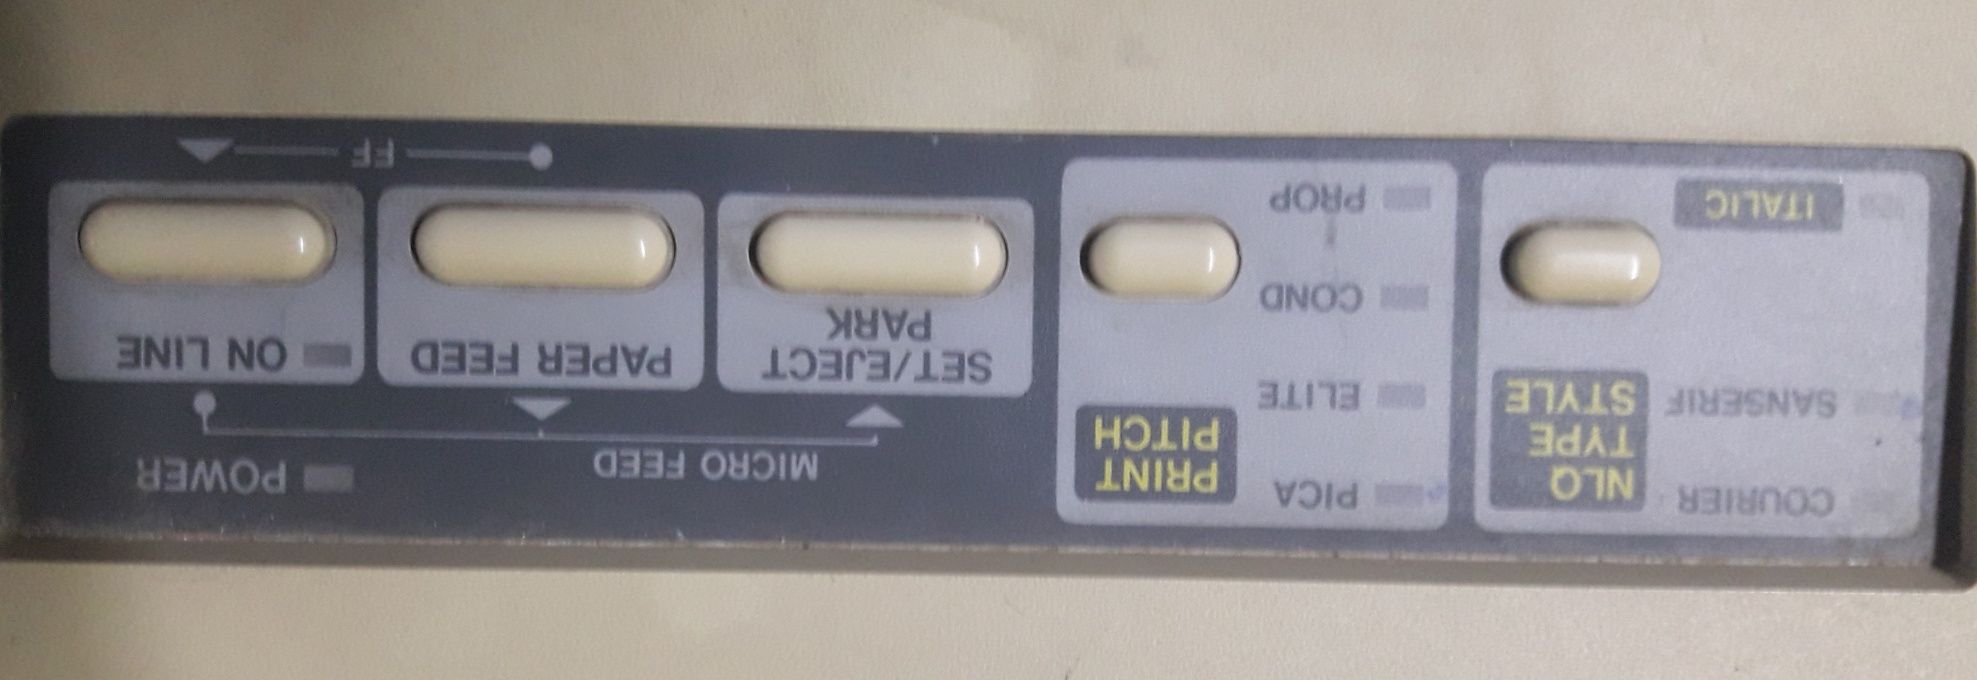 COURIER
SANSERIF
ITALIC
NLQ
TYPE
STYLE
PICA
ELITE
COND
PROP
PRINT
PITCH
MICRO FEED
POWER
SET/EJECT
PARK
PAPER FEED
ON LINE
FF